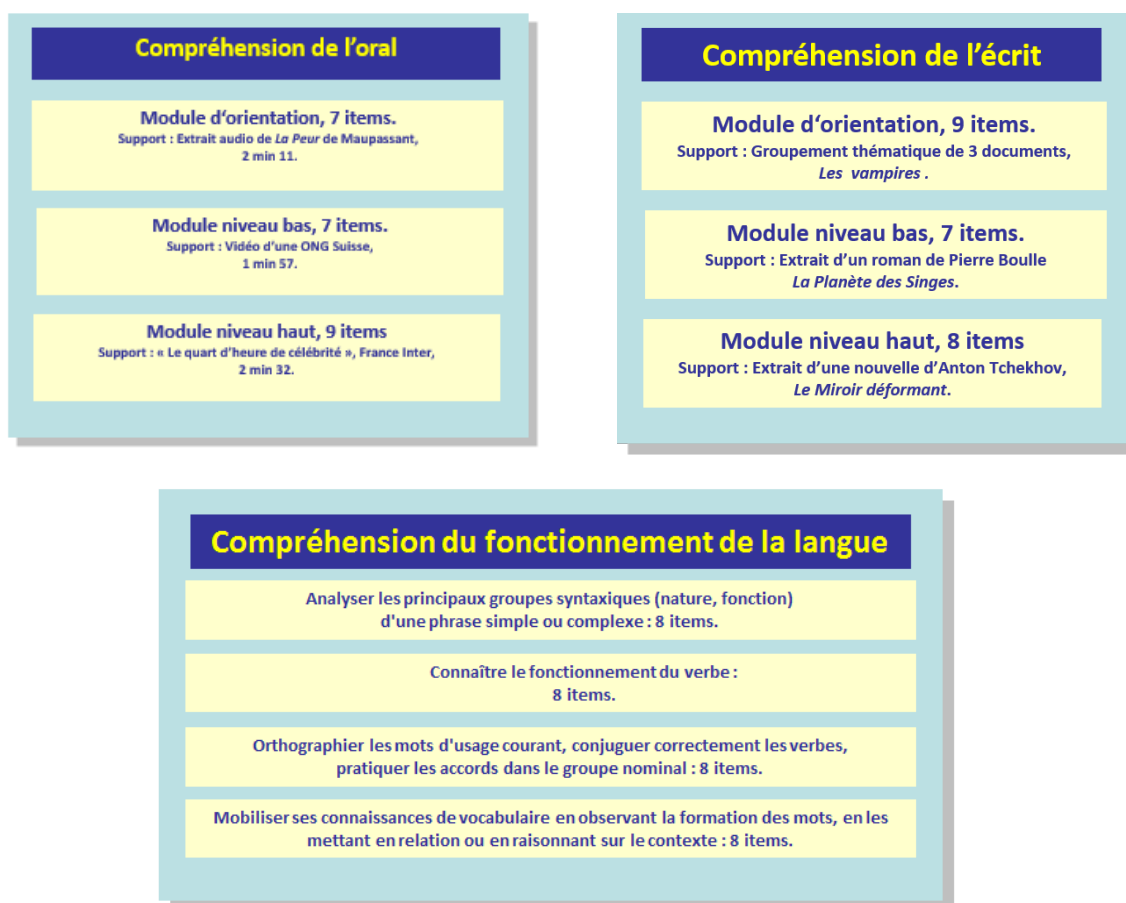 Compréhension de l'oral
Module d'orientation, 7 items.
Support : Extrait audio de La Peur de Maupassant,
2 min 11.
Module niveau bas, 7 items.
Support : Vidéo d'une ONG Suisse,
1 min 57.
Module niveau haut, 9 items
Support : « Le quart d'heure de célébrité », France Inter,
2 min 32.
Compréhension de l'écrit
Module d'orientation, 9 items.
Support : Groupement thématique de 3 documents,
Les vampires .
Module niveau bas, 7 items.
Support : Extrait d'un roman de Pierre Boulle
La Planète des Singes.
Module niveau haut, 8 items
Support : Extrait d'une nouvelle d'Anton Tchekhov,
Le Miroir déformant.
Compréhension du fonctionnement de la langue
Analyser les principaux groupes syntaxiques (nature, fonction)
d'une phrase simple ou complexe : 8 items.
Connaître le fonctionnement du verbe :
8 items.
Orthographier les mots d'usage courant, conjuguer correctement les verbes,
pratiquer les accords dans le groupe nominal : 8 items.
Mobiliser ses connaissances de vocabulaire en observant la formation des mots, en les
mettant en relation ou en raisonnant sur le contexte : 8 items.